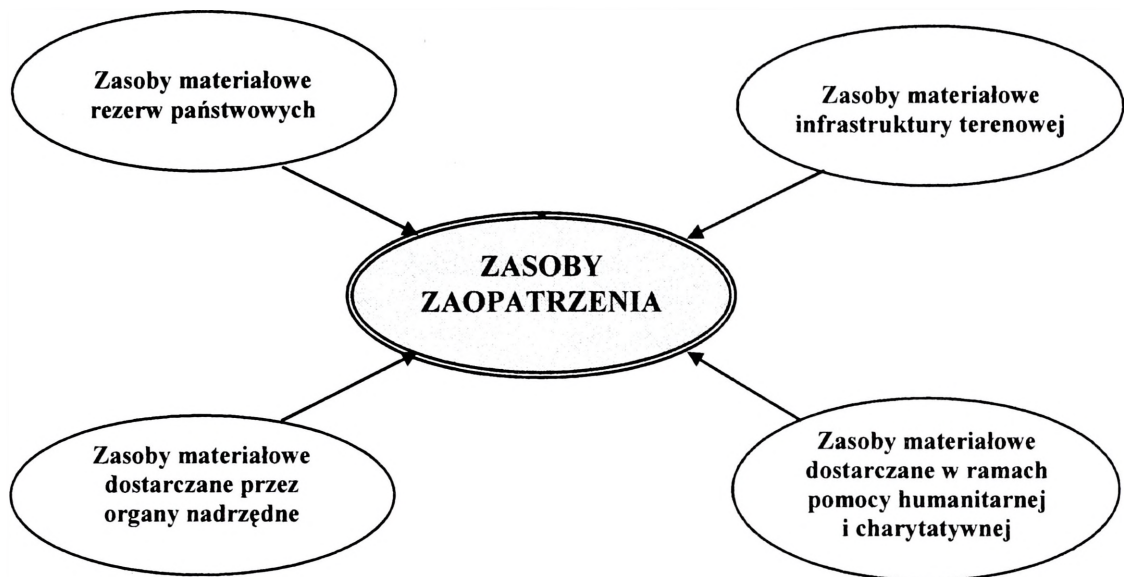 Zasoby materiałowe
rezerw państwowych
Zasoby materiałowe
infrastruktury terenowej
ZASOBY
ZAOPATRZENIA
Zasoby materiałowe
dostarczane przez
organy nadrzędne
Zasoby materiałowe
dostarczane w ramach
pomocy humanitarnej
i charytatywnej